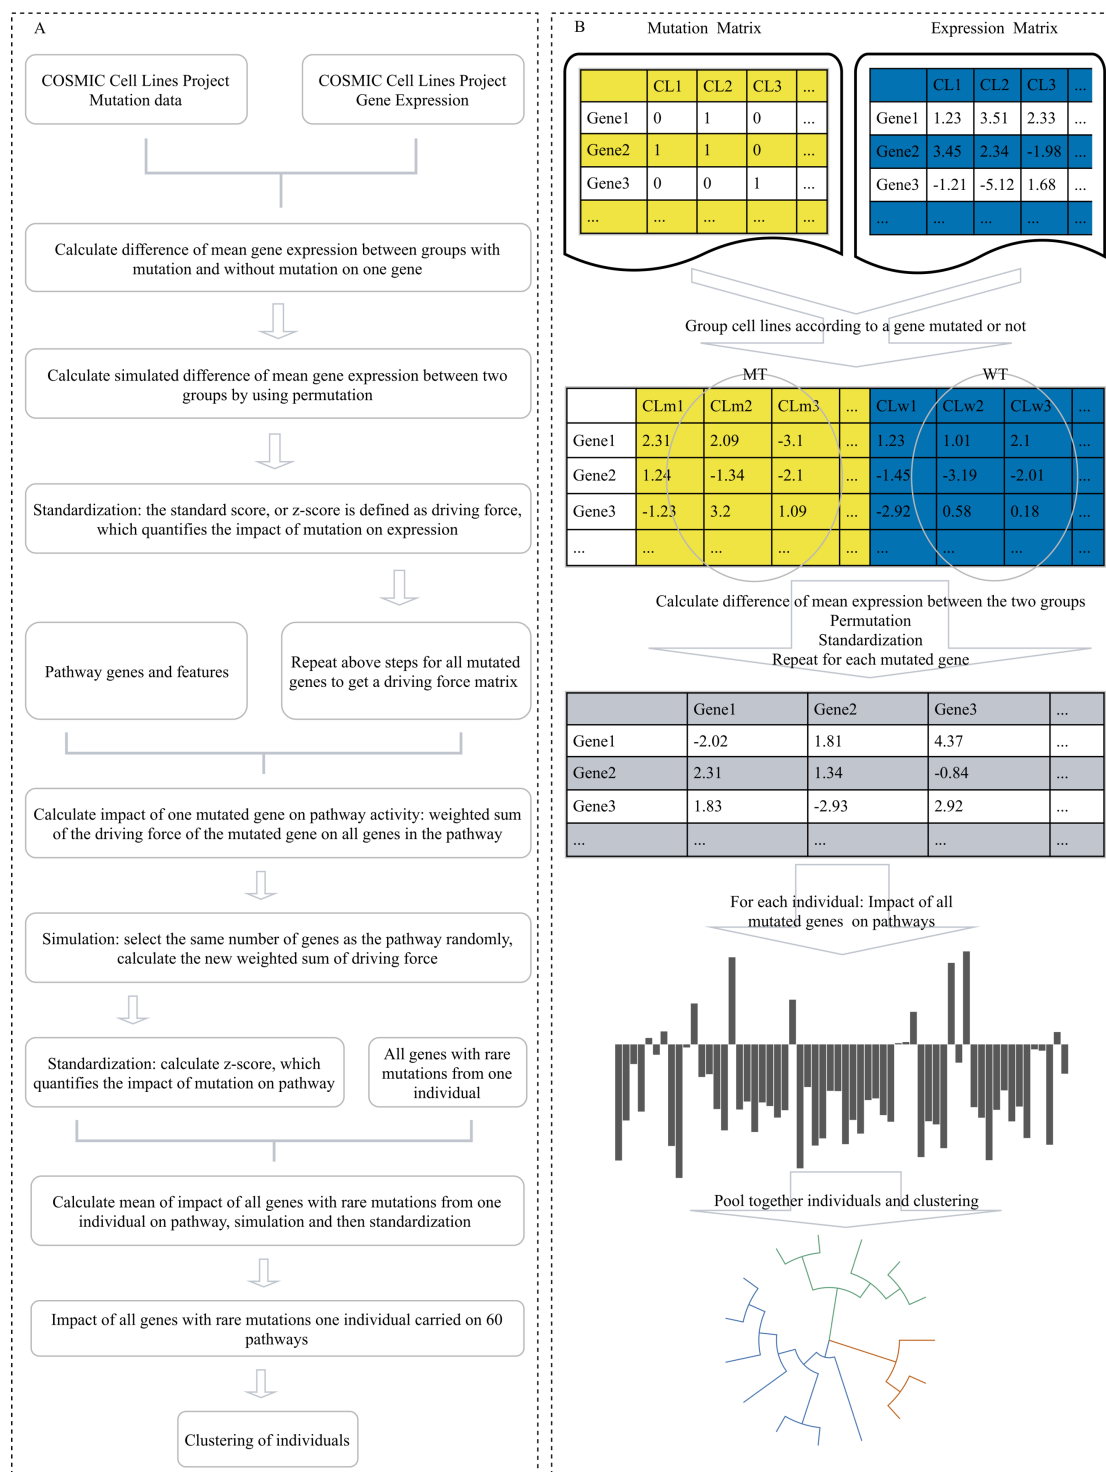 A
COSMIC Cell Lines Project
Mutation data
COSMIC Cell Lines Project
Gene Expression
Calculate difference of mean gene expression between groups with
mutation and without mutation on one gene
Calculate simulated difference of mean gene expression between two
groups by using permutation
Standardization: the standard score, or z-score is defined as driving force,
which quantifies the impact of mutation on expression
Pathway genes and features
Repeat above steps for all mutated
genes to get a driving force matrix
Calculate impact of one mutated gene on pathway activity: weighted sum
of the driving force of the mutated gene on all genes in the pathway
Simulation: select the same number of genes as the pathway randomly,
calculate the new weighted sum of driving force
Standardization: calculate z-score, which
quantifies the impact of mutation on pathway
All genes with rare
mutations from one
individual
Calculate mean of impact of all genes with rare mutations from one
individual on pathway, simulation and then standardization
Impact of all genes with rare mutations one individual carried on 60
pathways
Clustering of individuals
B
Mutation Matrix
Expression Matrix
CL1 CL2 CL3 ...
Gene1 0 1 0 ...
Gene2 1 1 0 ...
Gene3 0 0 1 ...
... ... ... ... ...
CL1 CL2 CL3 ...
Gene1 1.23 3.51 2.33 ...
Gene2 3.45 2.34 -1.98 ...
Gene3 -1.21 -5.12 1.68 ...
... ... ... ... ...
Group cell lines according to a gene mutated or not
MT WT
CLm1 CLm2 CLm3 ... CLw1 CLw2 CLw3 ...
Gene1 2.31 2.09 -3.1 ... 1.23 1.01 2.1 ...
Gene2 1.24 -1.34 -2.1 ... -1.45 -3.19 -2.01 ...
Gene3 -1.23 3.2 1.09 ... -2.92 0.58 0.18 ...
... ... ... ... ... ... ... ... ...
Calculate difference of mean expression between the two groups
Permutation
Standardization
Repeat for each mutated gene
Gene1 Gene2 Gene3 ...
Gene1 -2.02 1.81 4.37 ...
Gene2 2.31 1.34 -0.84 ...
Gene3 1.83 -2.93 2.92 ...
... ... ... ... ...
For each individual: Impact of all
mutated genes on pathways
Pool together individuals and clustering